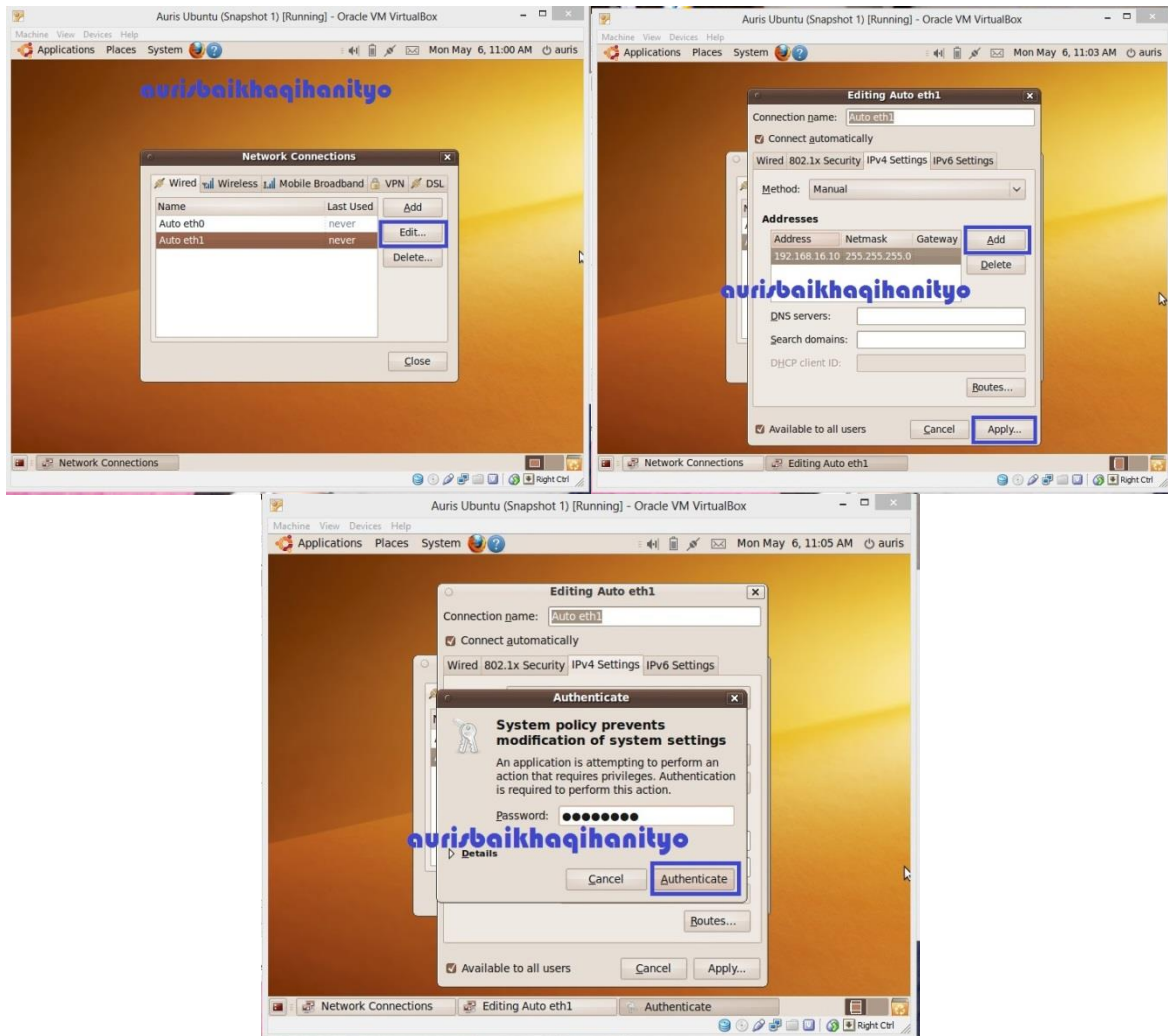 Auris Ubuntu (Snapshot 1) [Running] - Oracle VM VirtualBox
Machine View Devices Help
Applications Places System Mon May 6, 11:00 AM auris
aurisbaikhaqihanityo
Network Connections
Wired Wireless Mobile Broadband VPN DSL
Name Last Used Add
Auto eth0 never Edit...
Auto eth1 never
Delete...
Close
Network Connections
Right Ctrl
Auris Ubuntu (Snapshot 1) [Running] - Oracle VM VirtualBox
Machine View Devices Help
Applications Places System Mon May 6, 11:03 AM auris
Editing Auto eth1
Connection name: Auto eth1
Connect automatically
Wired 802.1x Security IPv4 Settings IPv6 Settings
Method: Manual
Addresses
Address Netmask Gateway Add
192.168.16.10 255.255.255.0
Delete
aurisbaikhaqihanityo
DNS servers:
Search domains:
DHCP client ID:
Routes...
Available to all users Cancel Apply...
Network Connections Editing Auto eth1
Right Ctrl
Auris Ubuntu (Snapshot 1) [Running] - Oracle VM VirtualBox
Machine View Devices Help
Applications Places System Mon May 6, 11:05 AM auris
Editing Auto eth1
Connection name: Auto eth1
Connect automatically
Wired 802.1x Security IPv4 Settings IPv6 Settings
Authenticate
System policy prevents
modification of system settings
An application is attempting to perform an
action that requires privileges. Authentication
is required to perform this action.
Password: ●●●●●●●●
aurisbaikhaqihanityo
Details
Cancel Authenticate
Routes...
Available to all users Cancel Apply...
Network Connections Editing Auto eth1 Authenticate
Right Ctrl